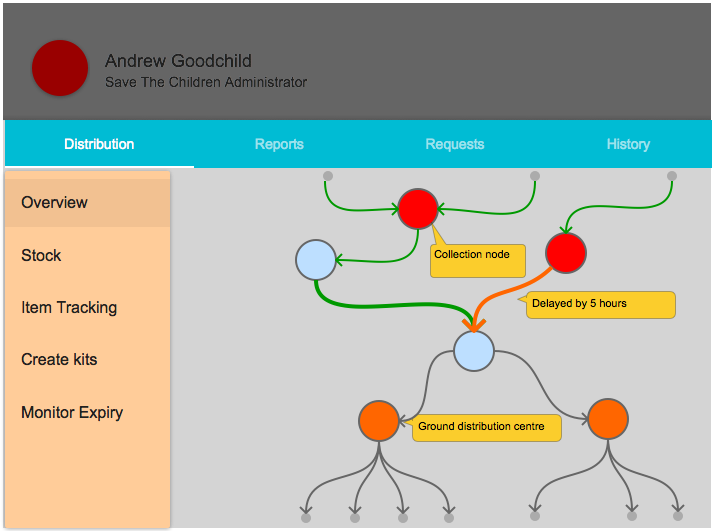 Andrew Goodchild
Save The Children Administrator
Distribution
Reports
Requests
History
Overview
Stock
Item Tracking
Create kits
Monitor Expiry
Collection node
Delayed by 5 hours
Ground distribution centre